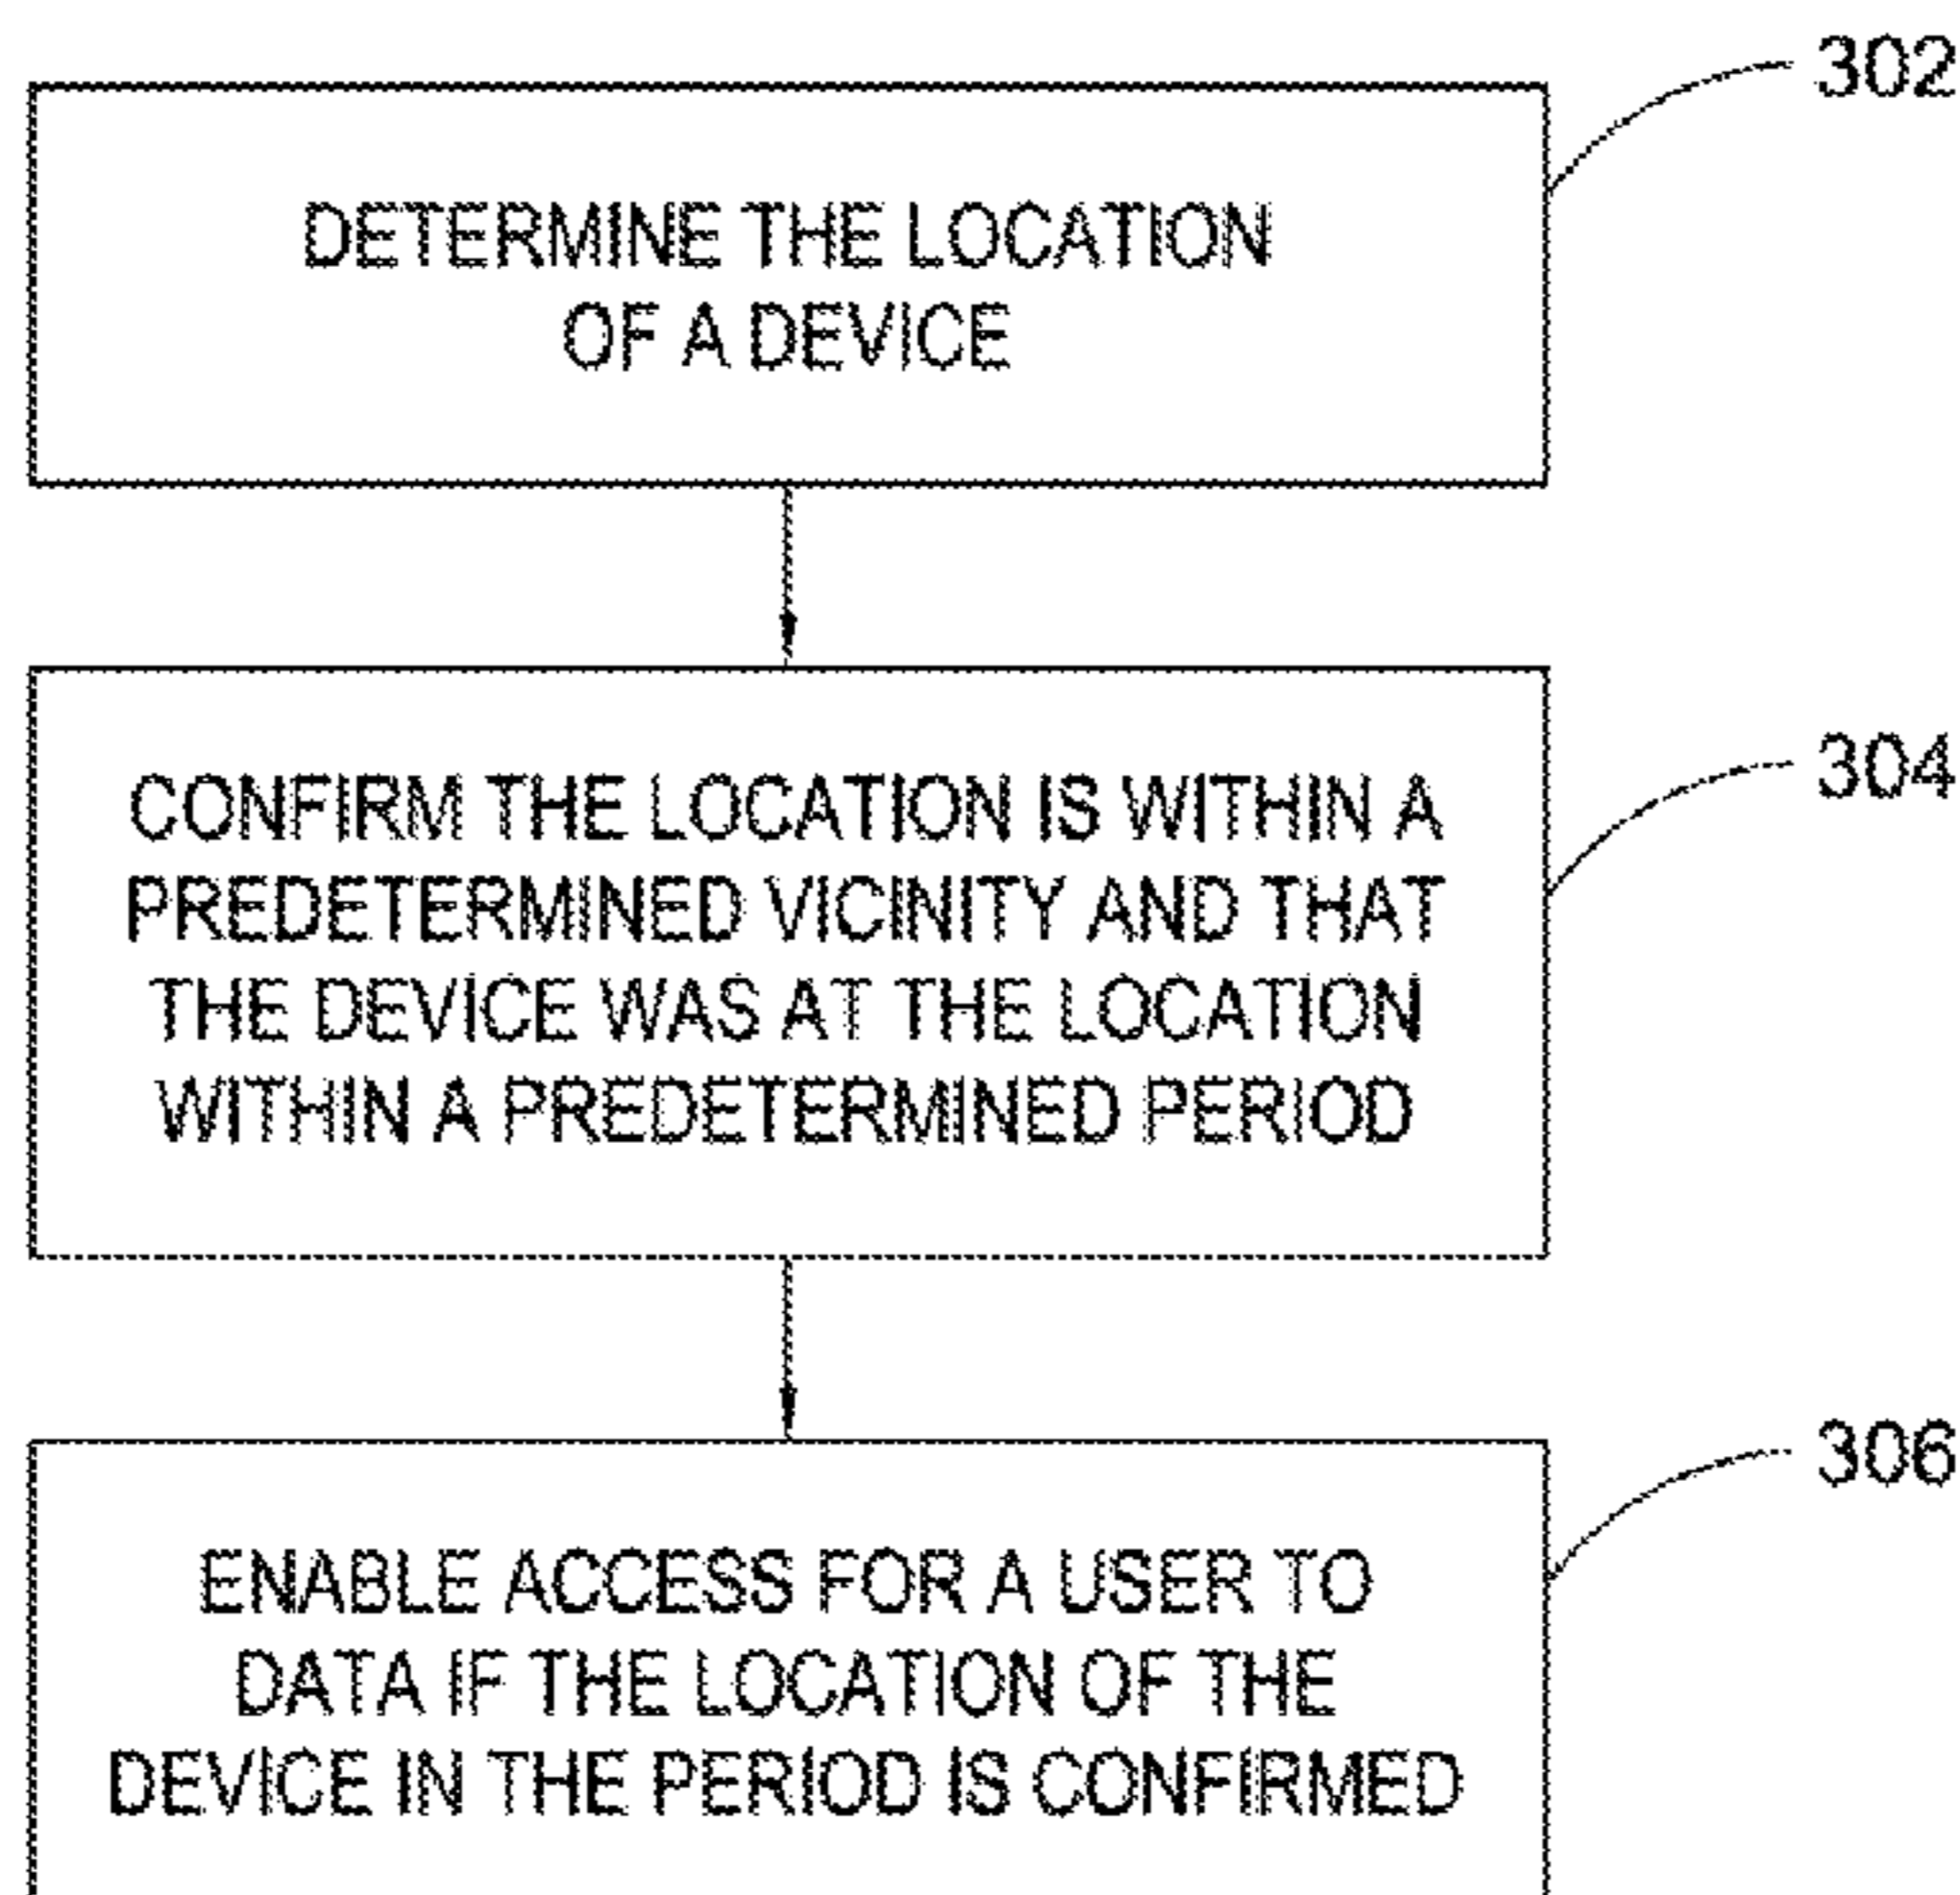 302
DETERMINE THE LOCATION
OF A DEVICE
304
CONFIRM THE LOCATION IS WITHIN A
PREDETERMINED VICINITY AND THAT
THE DEVICE WAS AT THE LOCATION
WITHIN A PREDETERMINED PERIOD
306
ENABLE ACCESS FOR A USER TO
DATA IF THE LOCATION OF THE
DEVICE IN THE PERIOD IS CONFIRMED